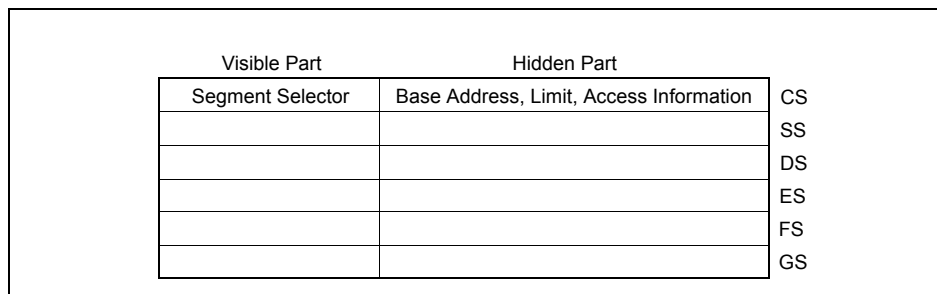 Visible Part Hidden Part
Segment Selector Base Address, Limit, Access Information CS
SS
DS
ES
FS
GS